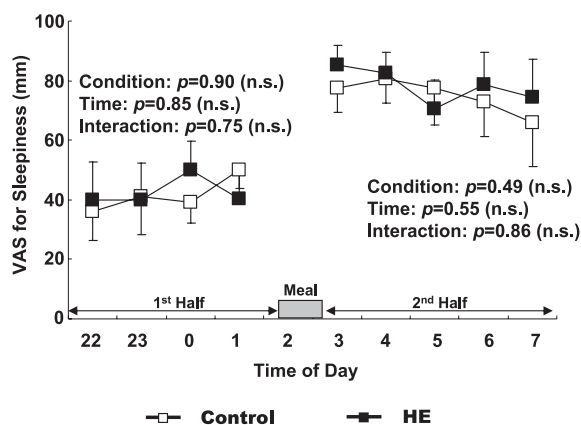 VAS for Sleepiness (mm)
100
80
60
40
20
0
Condition: p=0.90 (n.s.)
Time: p=0.85 (n.s.)
Interaction: p=0.75 (n.s.)
Condition: p=0.49 (n.s.)
Time: p=0.55 (n.s.)
Interaction: p=0.86 (n.s.)
Meal
1st Half
2nd Half
22 23 0 1 2 3 4 5 6 7
Time of Day
Control HE